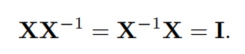 XX⁻¹ = X⁻¹X = I.